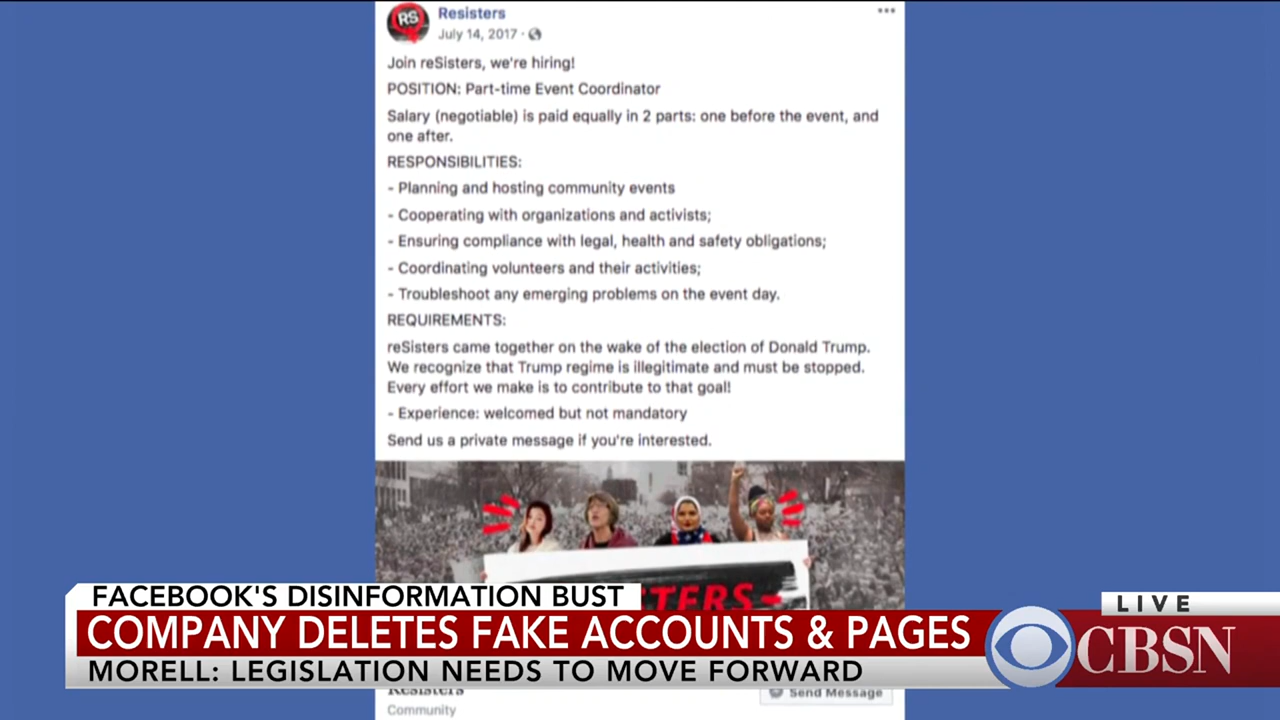 RS
Resisters
July 14, 2017 ·
Join reSisters, we're hiring!
POSITION: Part-time Event Coordinator
Salary (negotiable) is paid equally in 2 parts: one before the event, and
one after.
RESPONSIBILITIES:
- Planning and hosting community events
- Cooperating with organizations and activists;
- Ensuring compliance with legal, health and safety obligations;
- Coordinating volunteers and their activities;
- Troubleshoot any emerging problems on the event day.
REQUIREMENTS:
reSisters came together on the wake of the election of Donald Trump.
We recognize that Trump regime is illegitimate and must be stopped.
Every effort we make is to contribute to that goal!
- Experience: welcomed but not mandatory
Send us a private message if you're interested.
STERS
FACEBOOK'S DISINFORMATION BUST
COMPANY DELETES FAKE ACCOUNTS & PAGES
MORELL: LEGISLATION NEEDS TO MOVE FORWARD
LIVE
CBSN
Resisters
Send Message
Community